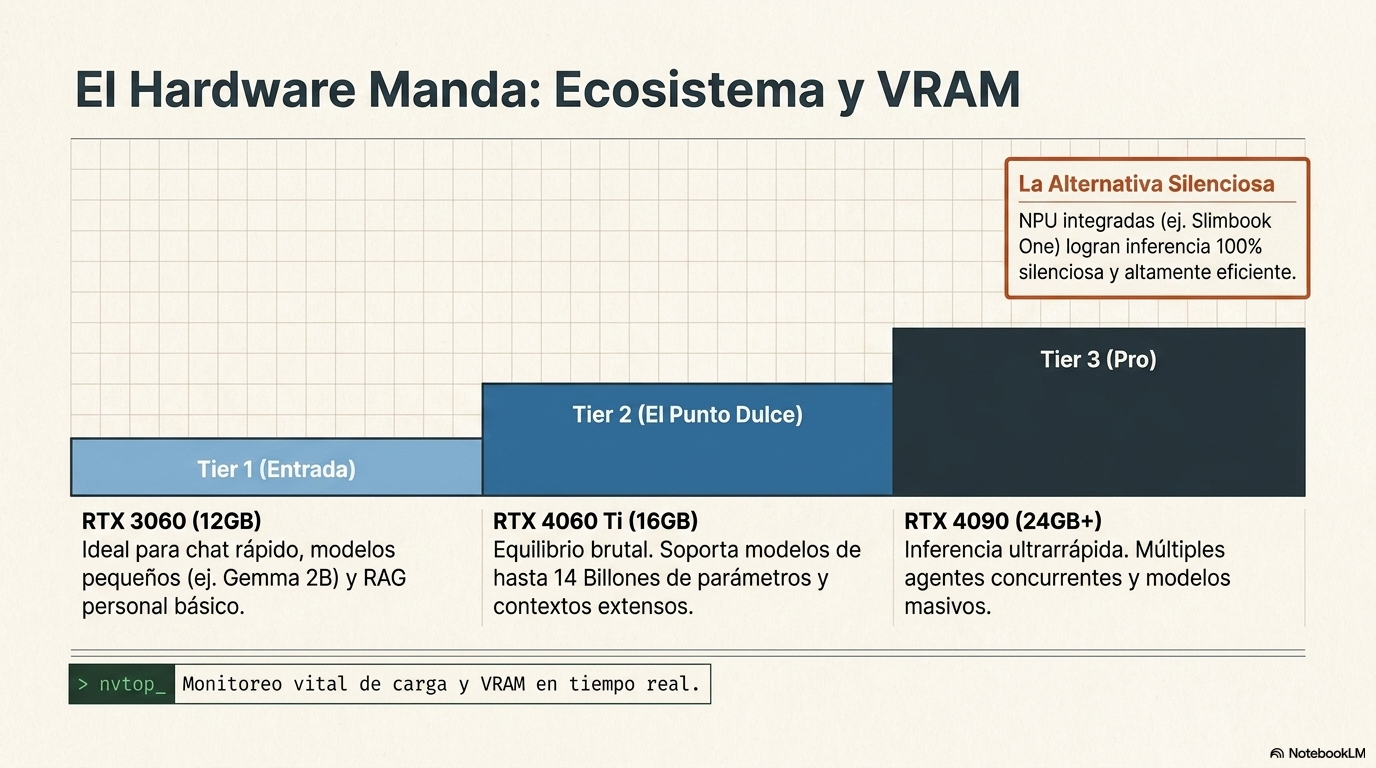 El Hardware Manda: Ecosistema y VRAM
La Alternativa Silenciosa
NPU integradas (ej. Slimbook
One) logran inferencia 100%
silenciosa y altamente eficiente.
Tier 1 (Entrada)
Tier 2 (El Punto Dulce)
Tier 3 (Pro)
RTX 3060 (12GB)
Ideal para chat rápido, modelos
pequeños (ej. Gemma 2B) y RAG
personal básico.
RTX 4060 Ti (16GB)
Equilibrio brutal. Soporta modelos de
hasta 14 Billones de parámetros y
contextos extensos.
RTX 4090 (24GB+)
Inferencia ultrarrápida. Múltiples
agentes concurrentes y modelos
masivos.
> nvtop_ Monitoreo vital de carga y VRAM en tiempo real.
NotebookLM